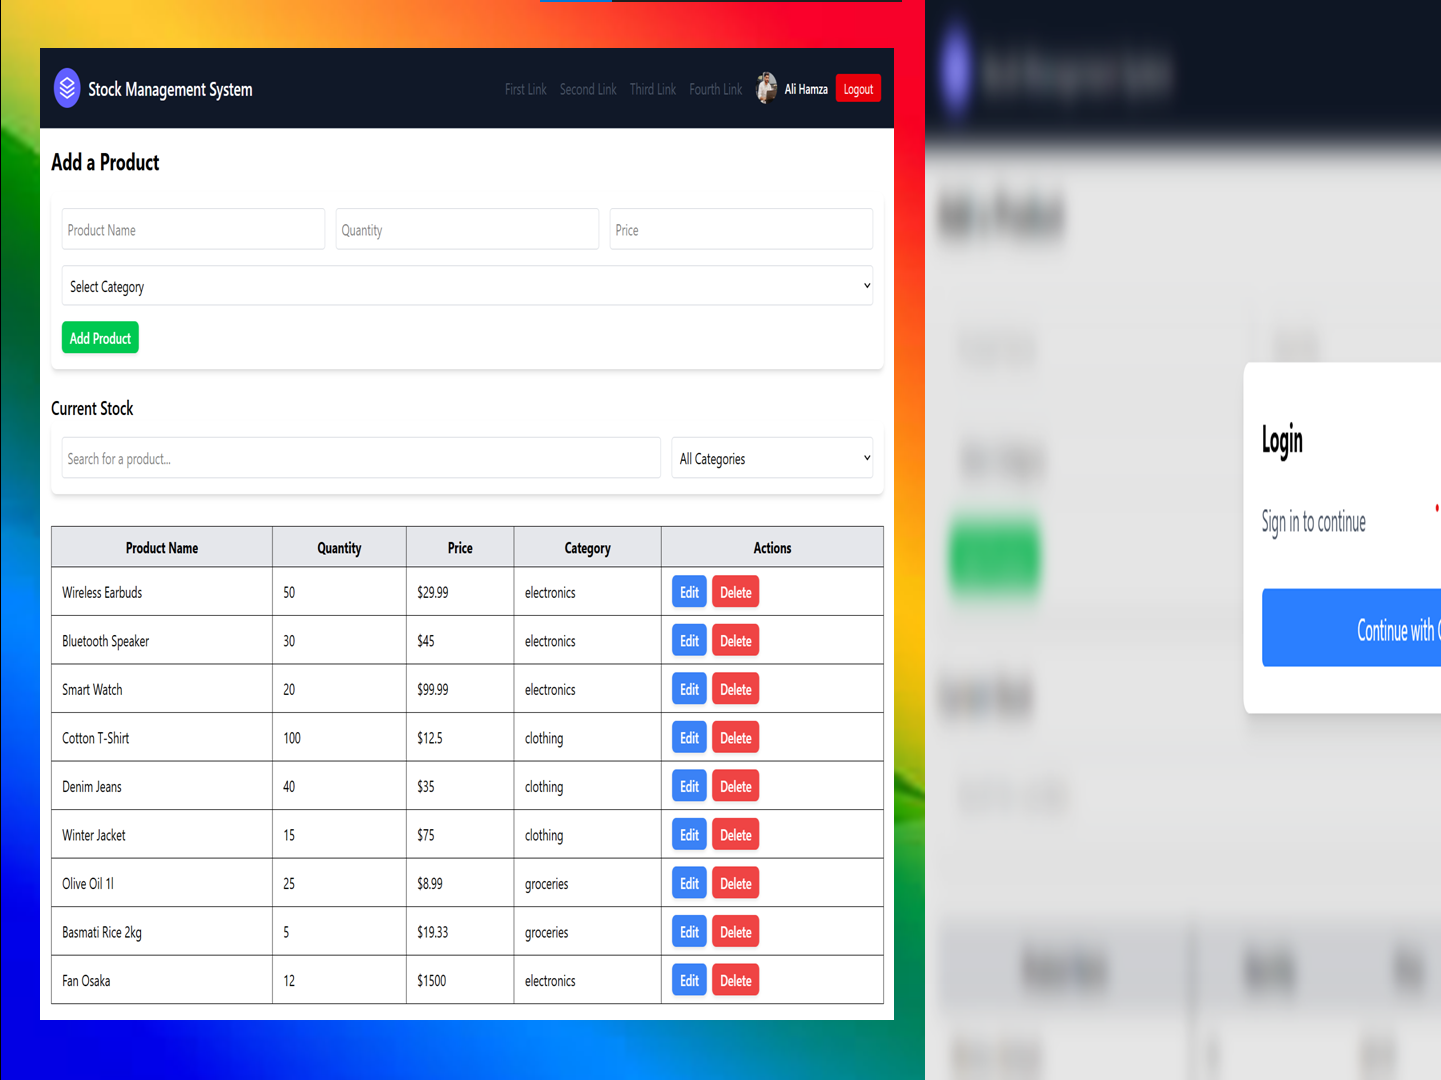 Stock Management System
First Link Second Link Third Link Fourth Link Ali Hamza Logout
Add a Product
Product Name Quantity Price
Select Category
Add Product
Current Stock
Search for a product... All Categories
Product Name Quantity Price Category Actions
Wireless Earbuds 50 $29.99 electronics Edit Delete
Bluetooth Speaker 30 $45 electronics Edit Delete
Smart Watch 20 $99.99 electronics Edit Delete
Cotton T-Shirt 100 $12.5 clothing Edit Delete
Denim Jeans 40 $35 clothing Edit Delete
Winter Jacket 15 $75 clothing Edit Delete
Olive Oil 1l 25 $8.99 groceries Edit Delete
Basmati Rice 2kg 5 $19.33 groceries Edit Delete
Fan Osaka 12 $1500 electronics Edit Delete
Login
Sign in to continue
Continue with